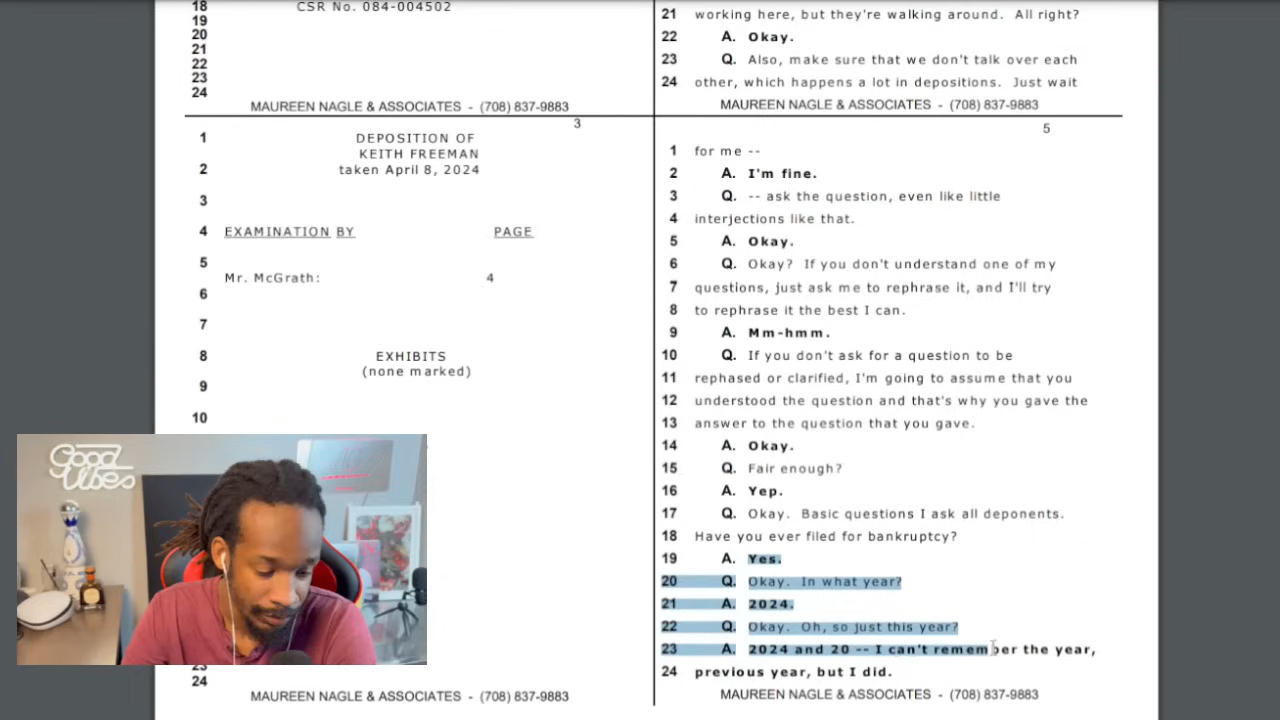 18 CSR No. 084-004502
19
20
21
22
23
24
MAUREEN NAGLE & ASSOCIATES - (708) 837-9883
21 working here, but they're walking around. All right?
22 A. Okay.
23 Q. Also, make sure that we don't talk over each
24 other, which happens a lot in depositions. Just wait
MAUREEN NAGLE & ASSOCIATES - (708) 837-9883
3
1 DEPOSITION OF
KEITH FREEMAN
2 taken April 8, 2024
3
4 EXAMINATION BY PAGE
5
Mr. McGrath: 4
6
7
8 EXHIBITS
(none marked)
9
10
23
24
MAUREEN NAGLE & ASSOCIATES - (708) 837-9883
5
1 for me --
2 A. I'm fine.
3 Q. -- ask the question, even like little
4 interjections like that.
5 A. Okay.
6 Q. Okay? If you don't understand one of my
7 questions, just ask me to rephrase it, and I'll try
8 to rephrase it the best I can.
9 A. Mm-hmm.
10 Q. If you don't ask for a question to be
11 rephased or clarified, I'm going to assume that you
12 understood the question and that's why you gave the
13 answer to the question that you gave.
14 A. Okay.
15 Q. Fair enough?
16 A. Yep.
17 Q. Okay. Basic questions I ask all deponents.
18 Have you ever filed for bankruptcy?
19 A. Yes.
20 Q. Okay. In what year?
21 A. 2024.
22 Q. Okay. Oh, so just this year?
23 A. 2024 and 20 -- I can't remember the year,
24 previous year, but I did.
MAUREEN NAGLE & ASSOCIATES - (708) 837-9883
Good
Vibes